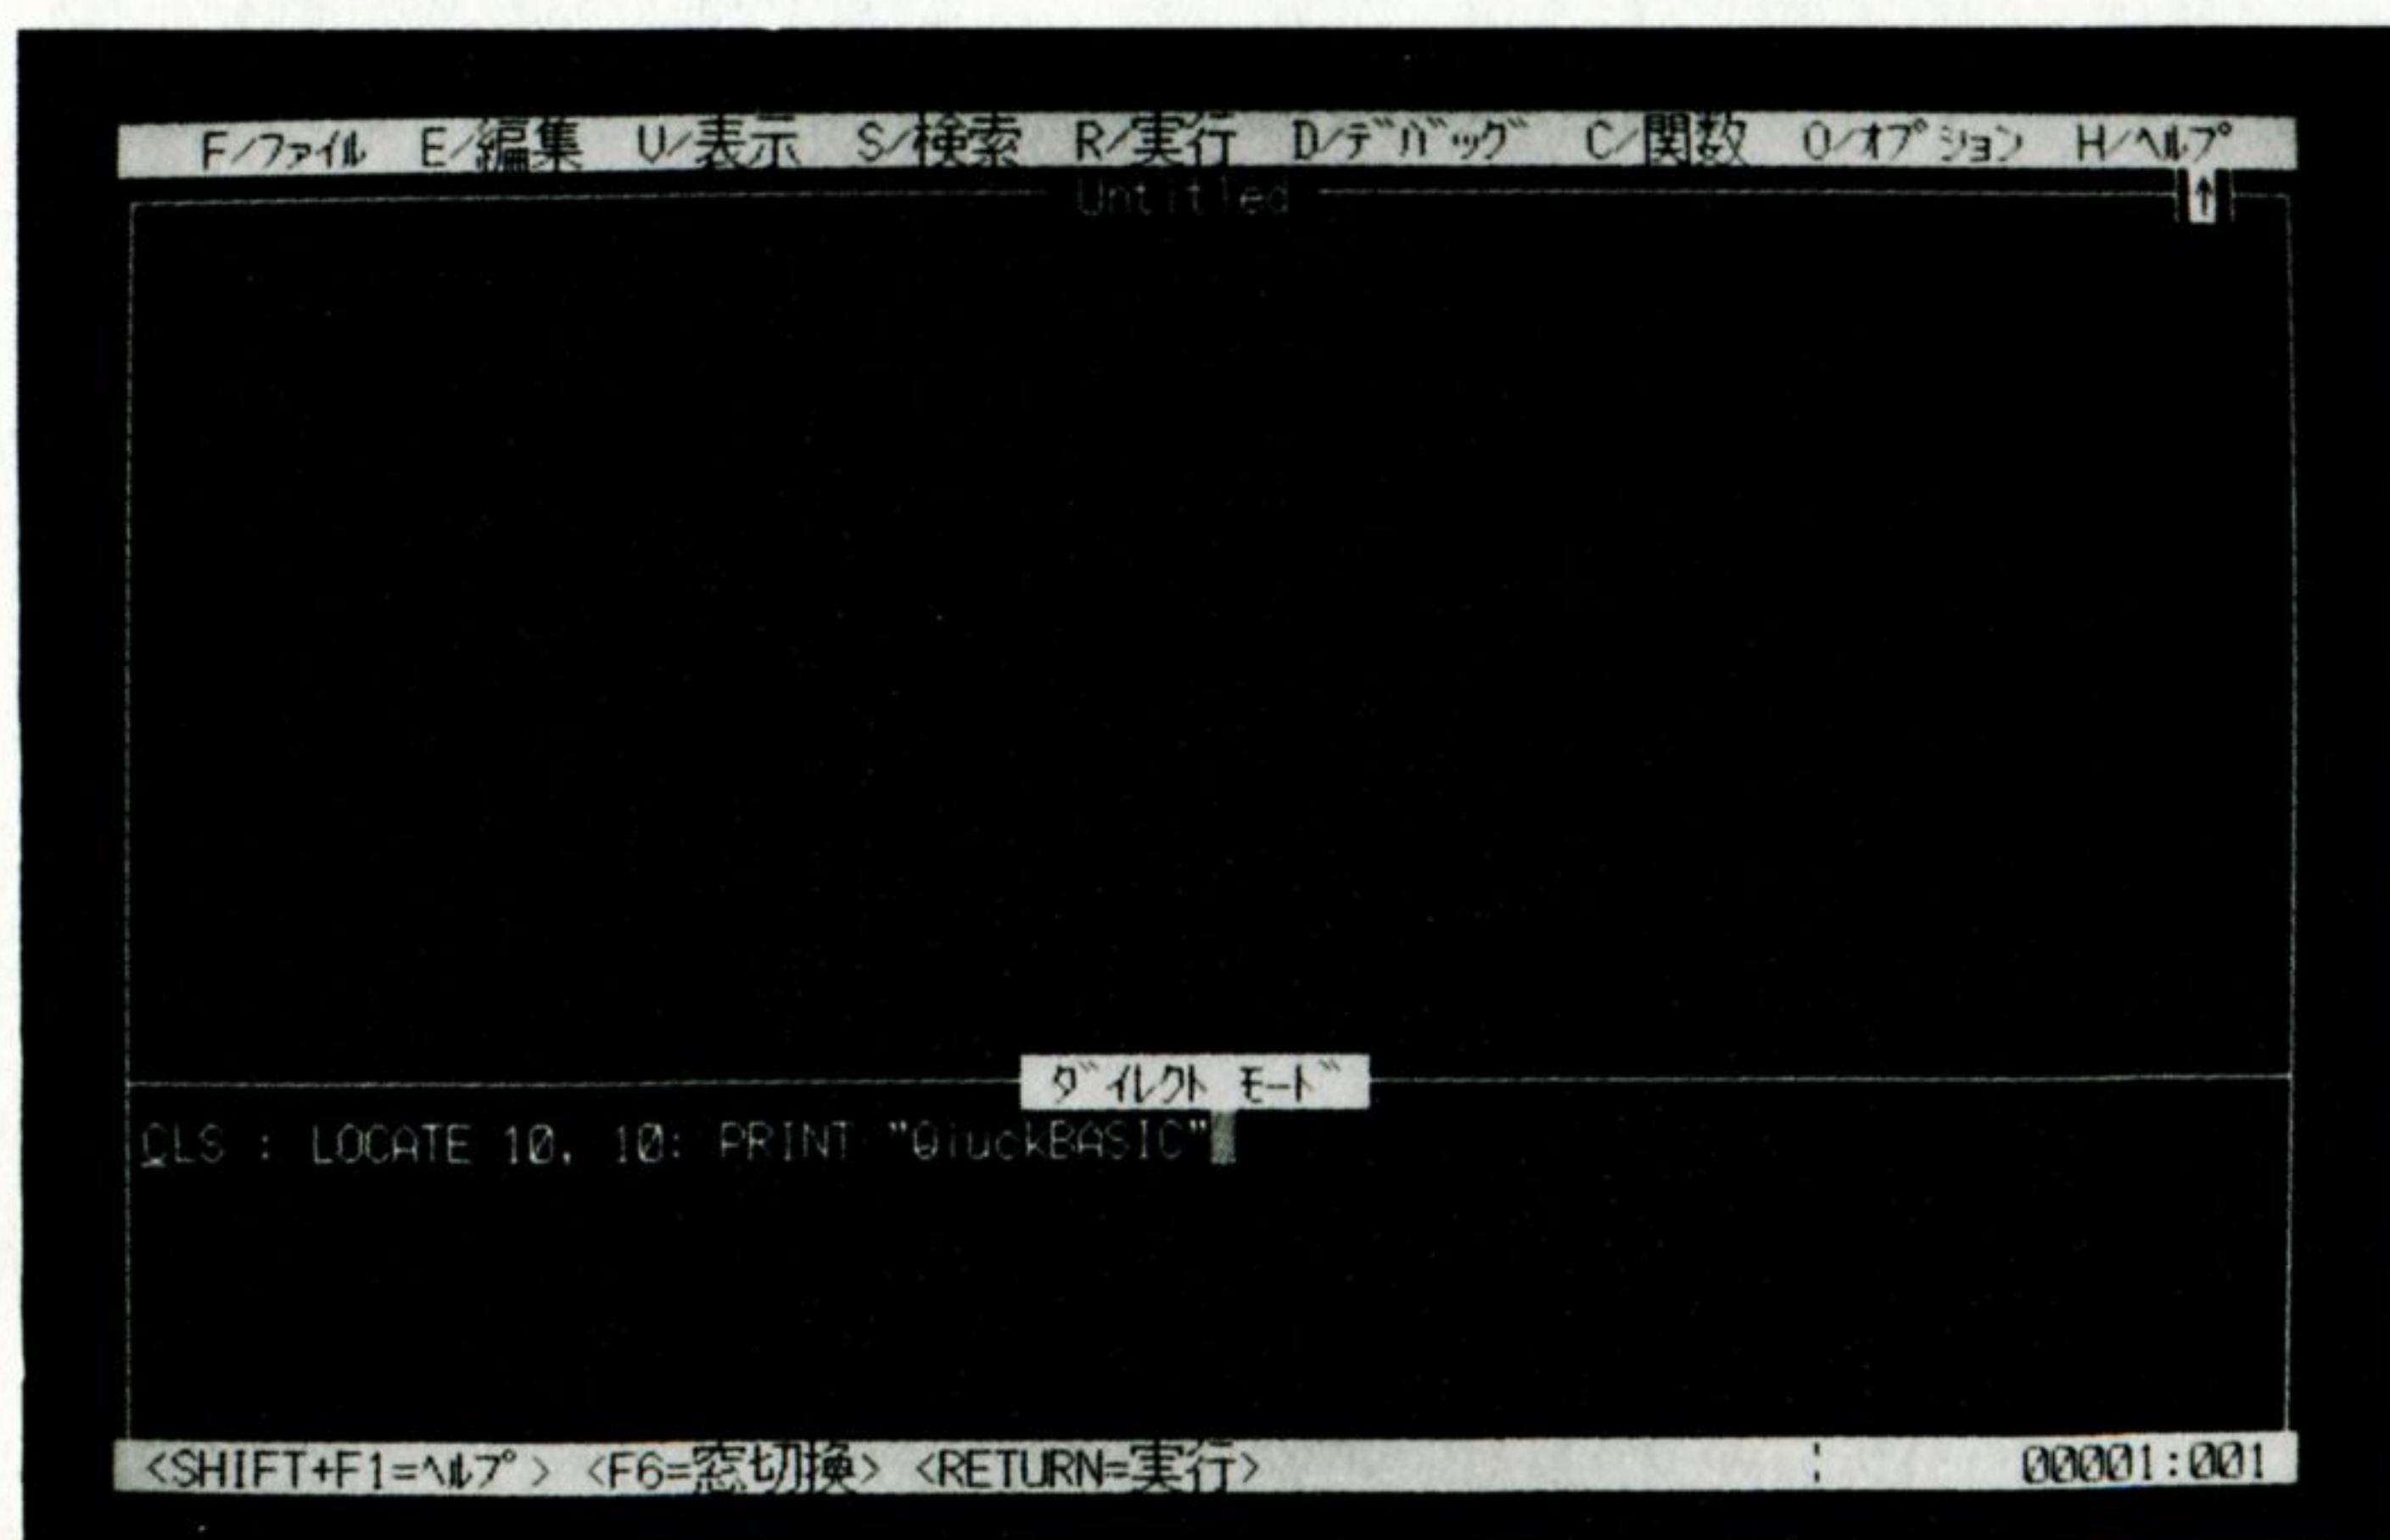 F/ファイル E/編集 V/表示 S/検索 R/実行 D/デバッグ C/関数 O/オプション H/ヘルプ
Untitled
↑
ダイレクト モード
CLS : LOCATE 10, 10: PRINT "QiuckBASIC"
<SHIFT+F1=ヘルプ> <F6=窓切換> <RETURN=実行> ¦ 00001:001